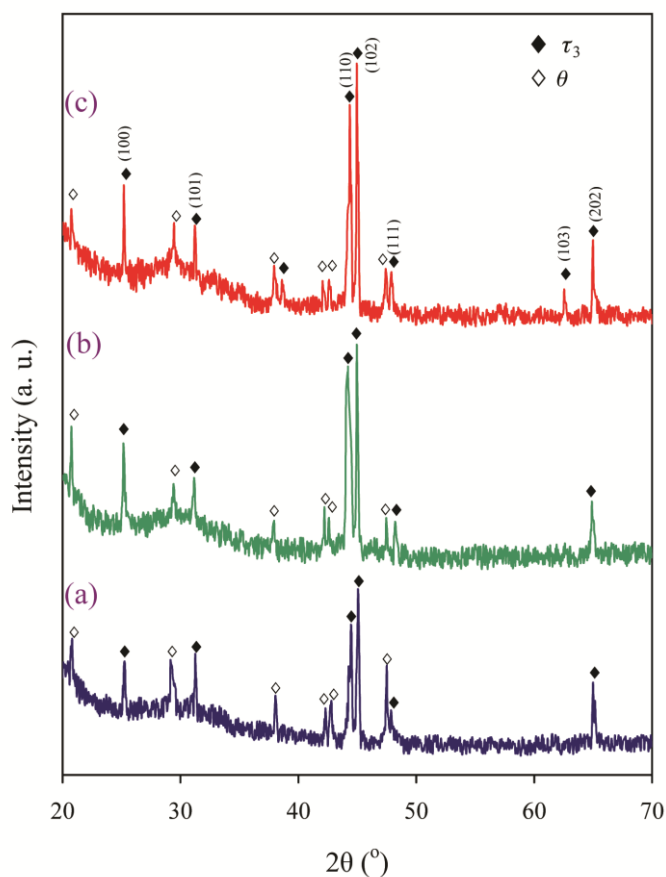 (c)
(100)
(101)
(110)
(102)
(111)
(103)
(202)
◆ τ₃
◇ θ
(b)
(a)
Intensity (a. u.)
20 30 40 50 60 70
2θ (°)